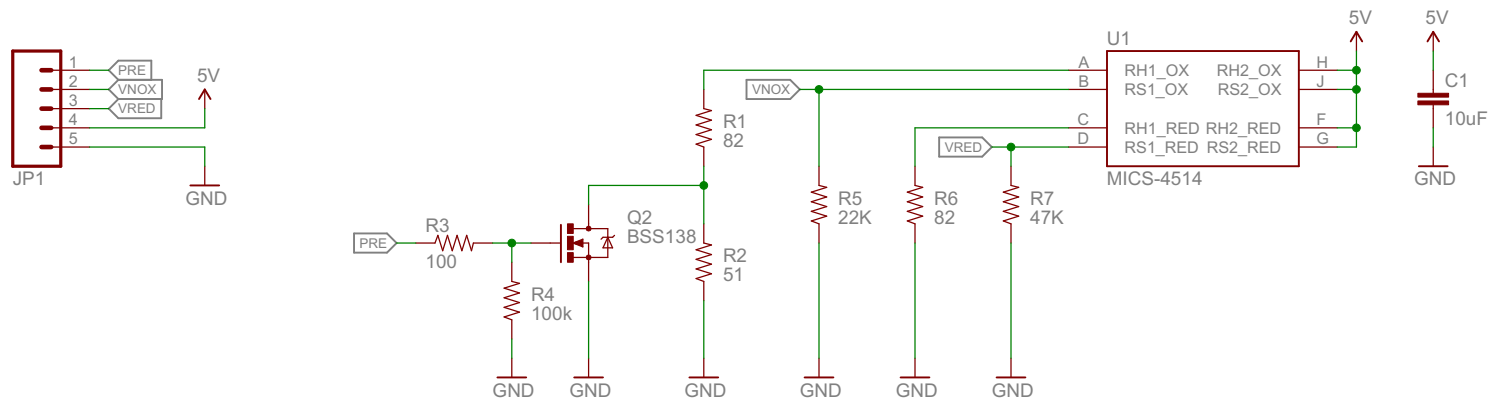 1 PRE
2 VNOX
3 VRED
4
5
JP1
5V
GND
PRE
R3
100
R4
100k
GND
Q2
BSS138
GND
R1
82
R2
51
GND
VNOX
R5
22K
GND
R6
82
GND
VRED
R7
47K
GND
U1
A RH1_OX RH2_OX H
B RS1_OX RS2_OX J
C RH1_RED RH2_RED F
D RS1_RED RS2_RED G
MICS-4514
5V
5V
C1
10uF
GND